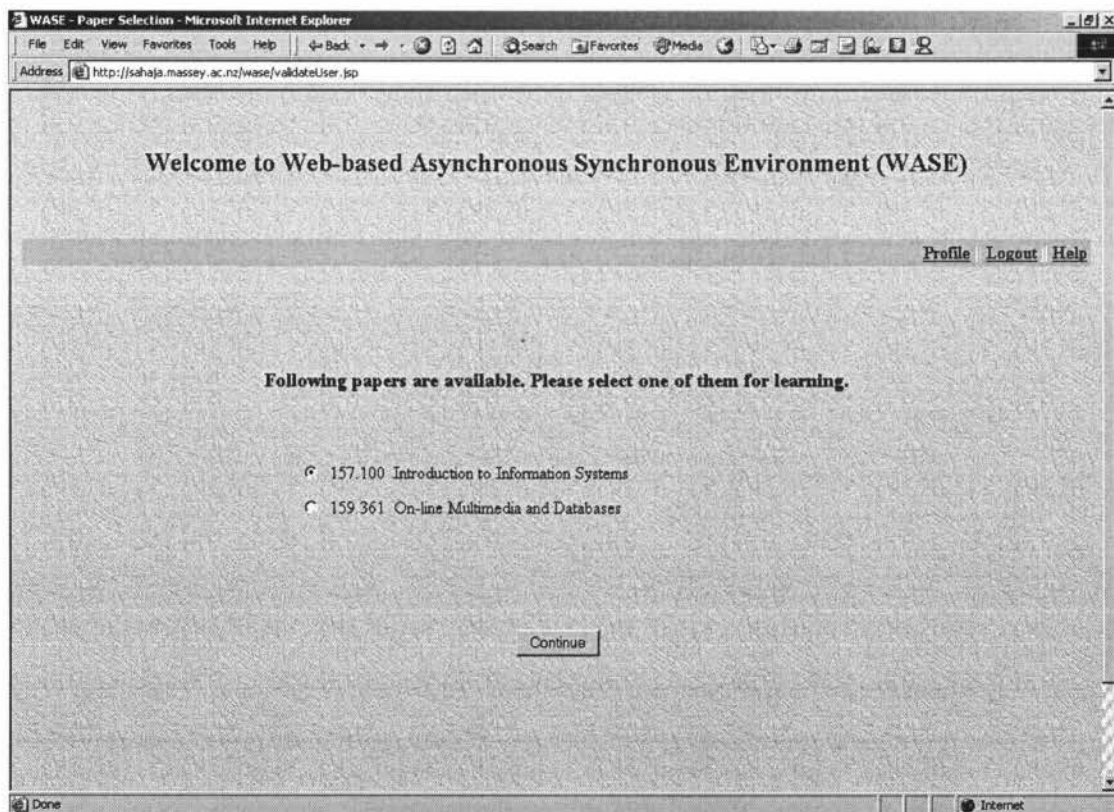 WASE - Paper Selection - Microsoft Internet Explorer
File Edit View Favorites Tools Help Back Search Favorites Media
Address http://sahaja.massey.ac.nz/wase/validateUser.jsp
Welcome to Web-based Asynchronous Synchronous Environment (WASE)
Profile Logout Help
Following papers are available. Please select one of them for learning.
157.100 Introduction to Information Systems
159.361 On-line Multimedia and Databases
Continue
Done Internet